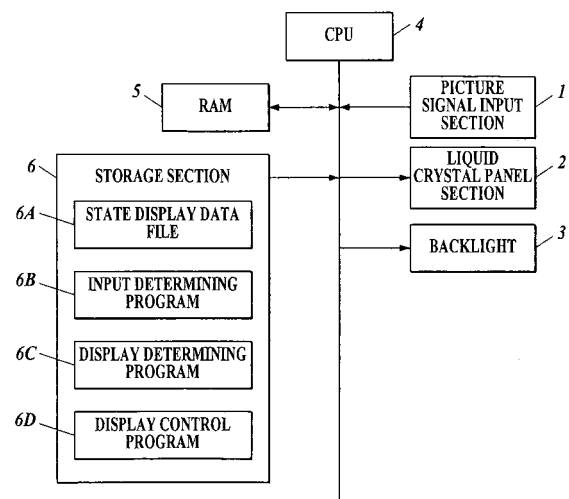 CPU
4
5
RAM
PICTURE
SIGNAL INPUT
SECTION
1
6
STORAGE SECTION
LIQUID
CRYSTAL PANEL
SECTION
2
6A
STATE DISPLAY DATA
FILE
BACKLIGHT
3
6B
INPUT DETERMINING
PROGRAM
6C
DISPLAY DETERMINING
PROGRAM
6D
DISPLAY CONTROL
PROGRAM